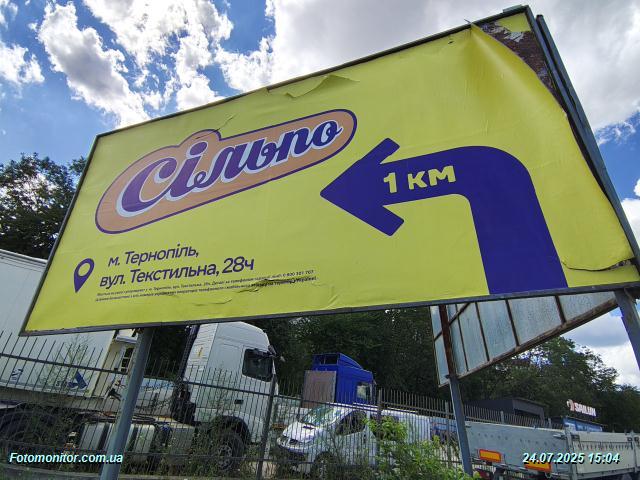 Сільпо
1 км
м. Тернопіль,
вул. Текстильна, 28ч
Fotomonitor.com.ua
24.07.2025 15:04